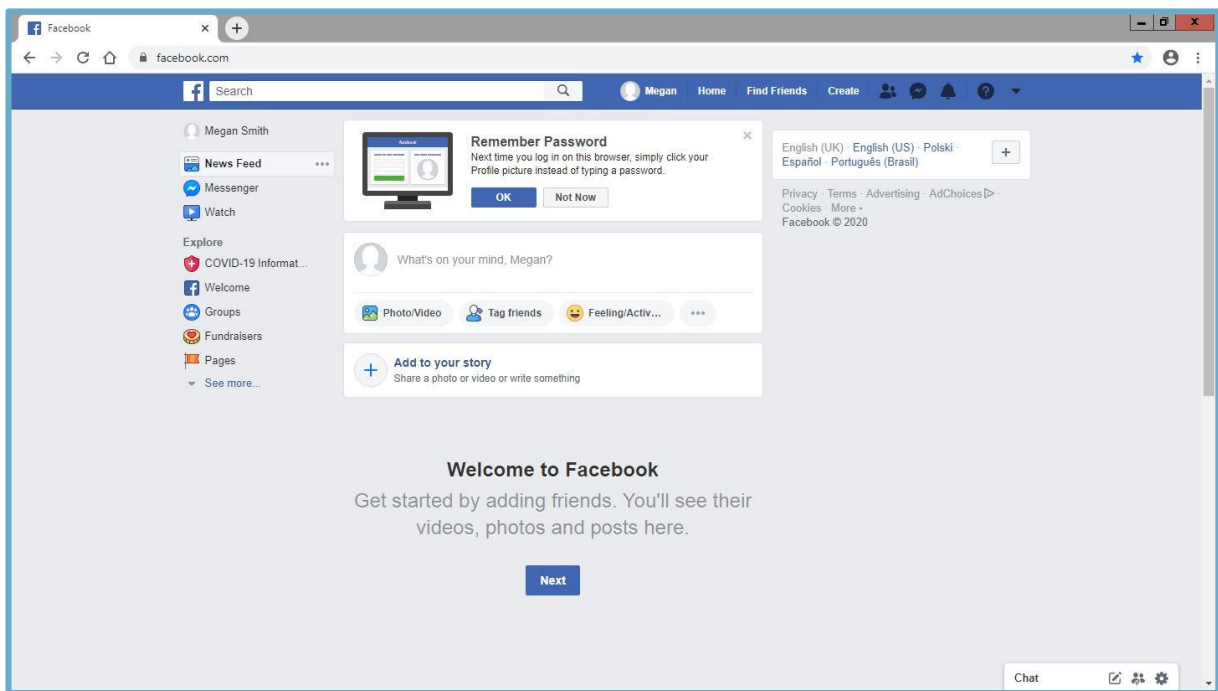 Facebook
facebook.com
Search
Megan Home Find Friends Create
Megan Smith
News Feed
Messenger
Watch
Explore
COVID-19 Informat...
Welcome
Groups
Fundraisers
Pages
See more...
Remember Password
Next time you log in on this browser, simply click your
Profile picture instead of typing a password.
OK Not Now
What's on your mind, Megan?
Photo/Video Tag friends Feeling/Activ...
Add to your story
Share a photo or video or write something
Welcome to Facebook
Get started by adding friends. You'll see their
videos, photos and posts here.
Next
English (UK) · English (US) · Polski ·
Español · Português (Brasil)
Privacy · Terms · Advertising · AdChoices ·
Cookies · More
Facebook © 2020
Chat